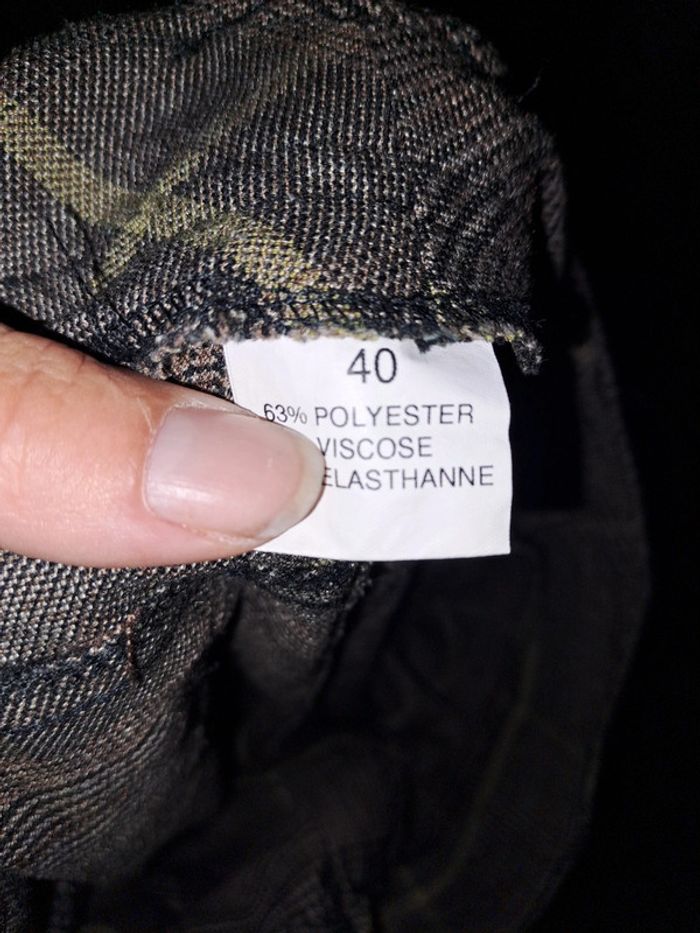 40
63% POLYESTER
VISCOSE
ELASTHANNE